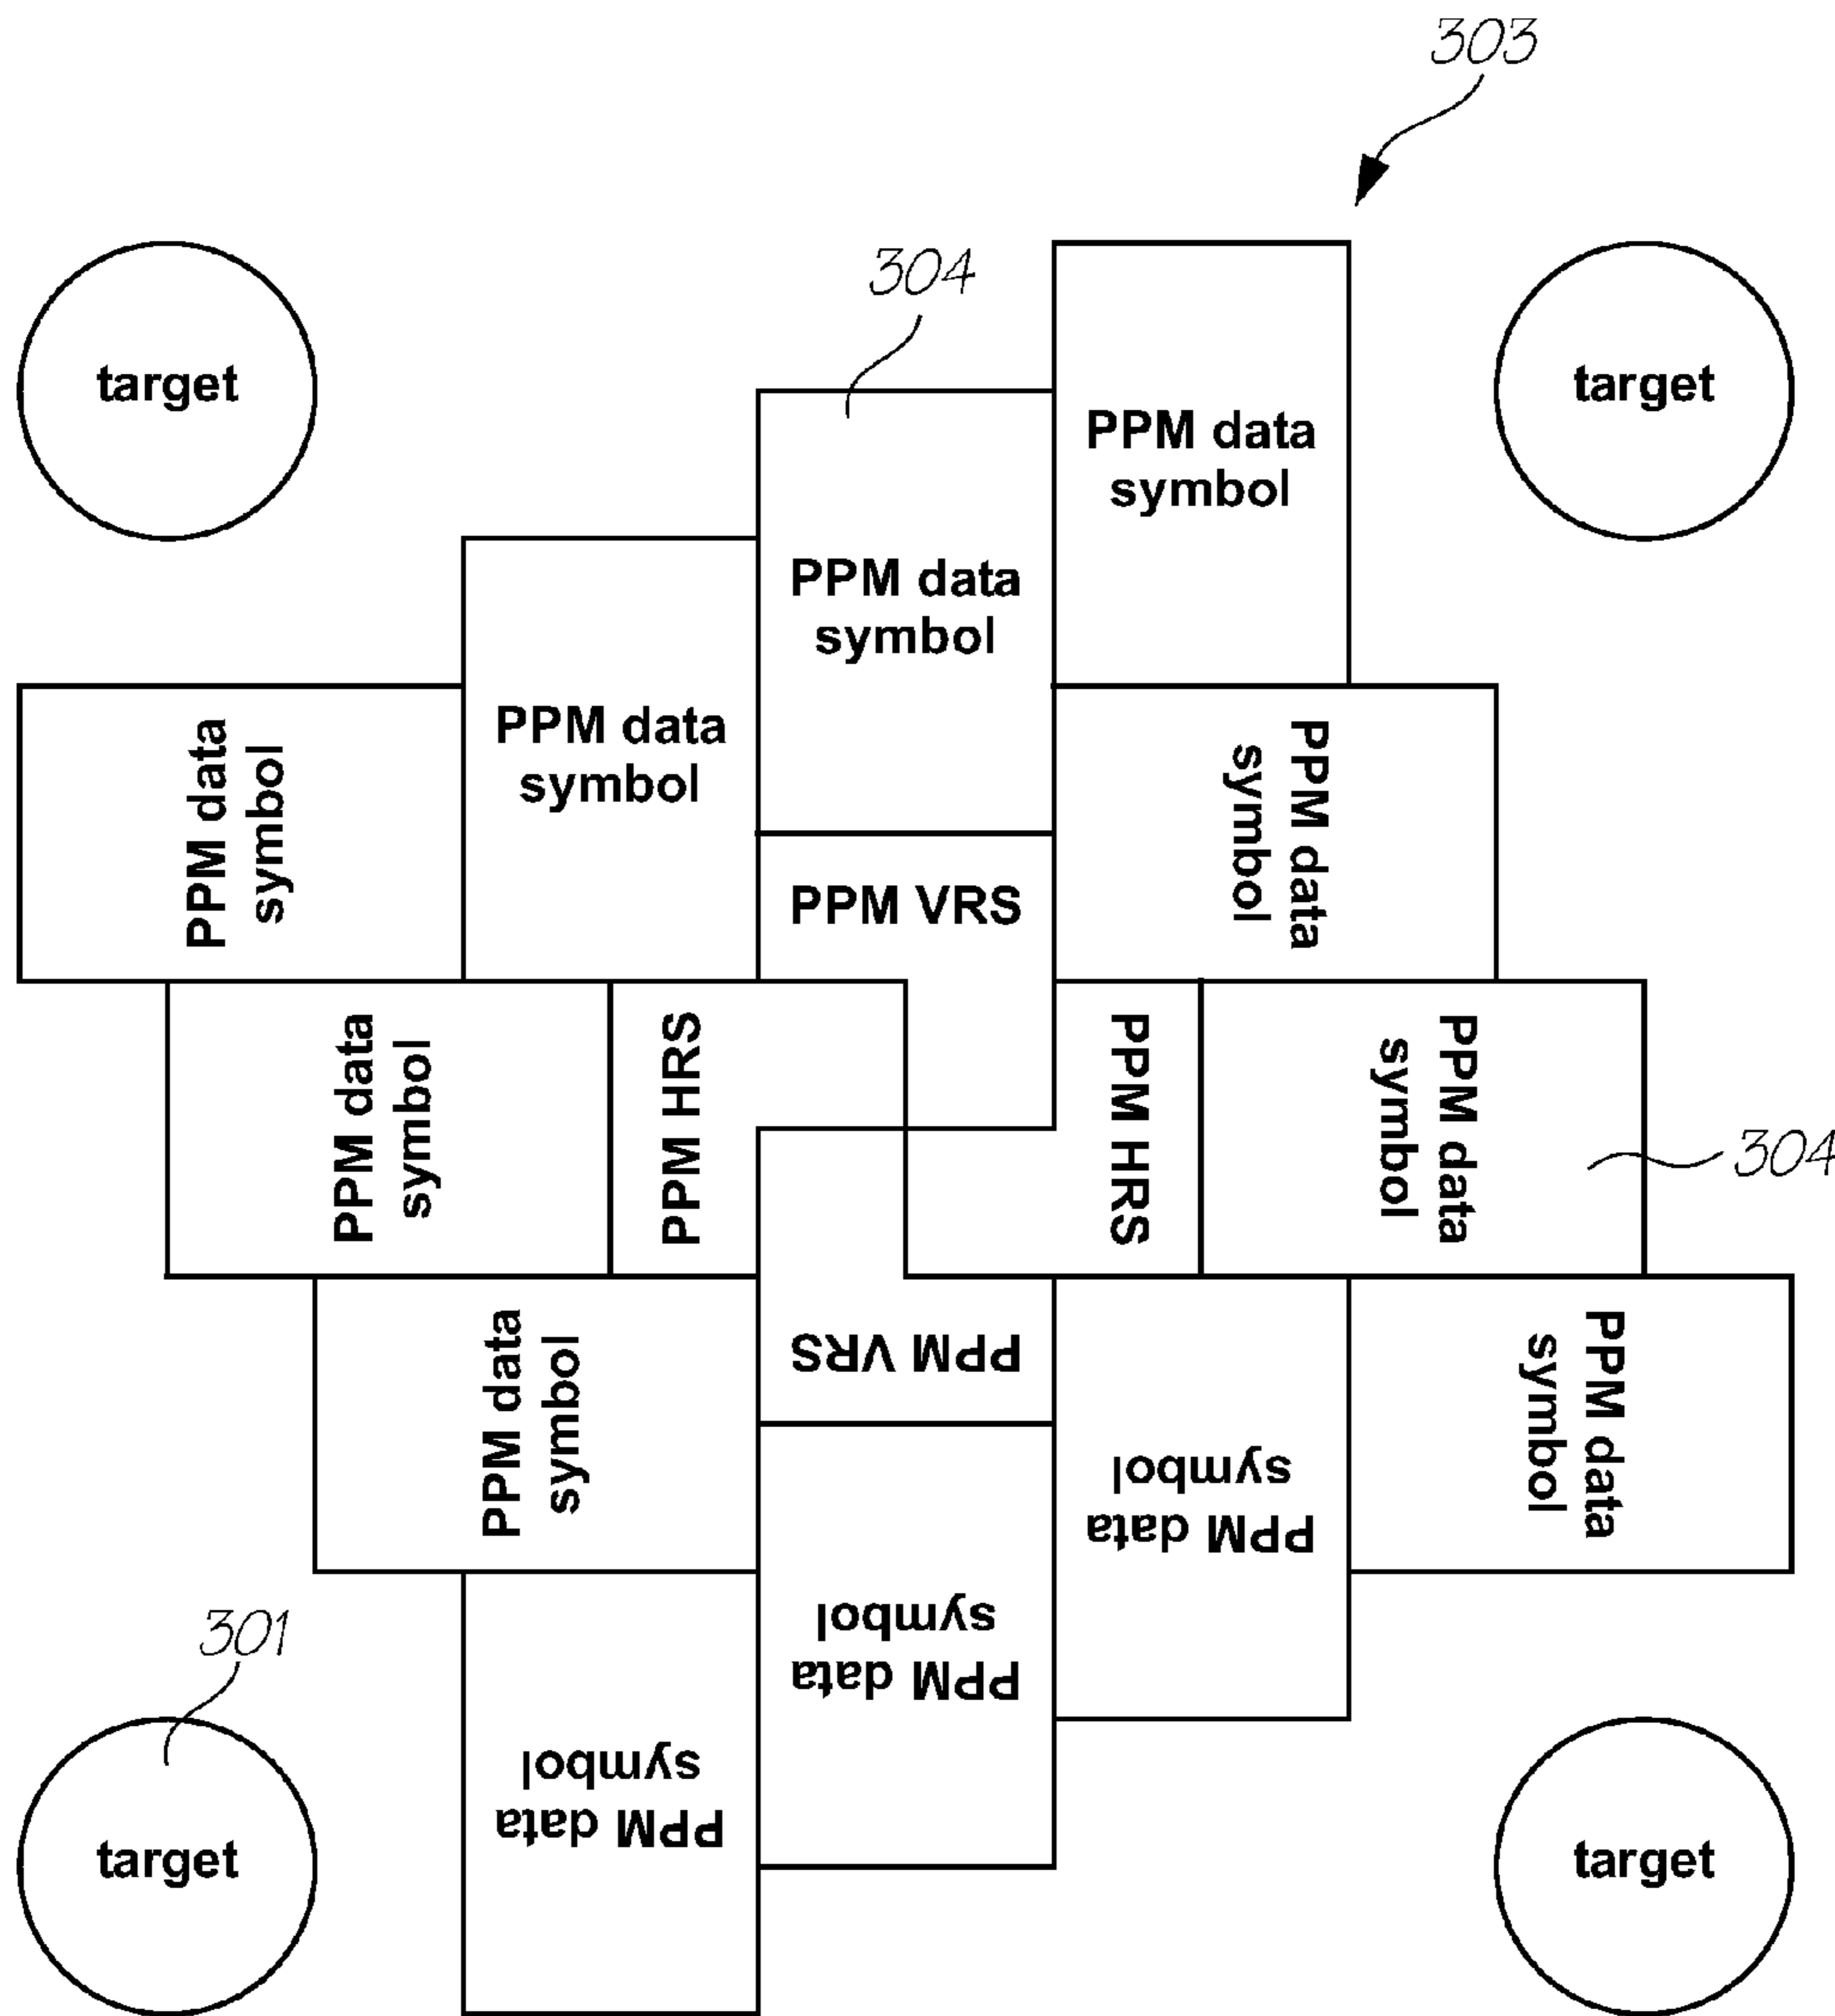 303
304
target
target
PPM data
symbol
PPM data
symbol
PPM data
symbol
PPM data
symbol
PPM data
symbol
PPM VRS
PPM data
symbol
PPM HRS
PPM HRS
PPM data
symbol
304
PPM data
symbol
PPM VRS
PPM data
symbol
PPM data
symbol
PPM data
symbol
PPM data
symbol
301
target
target